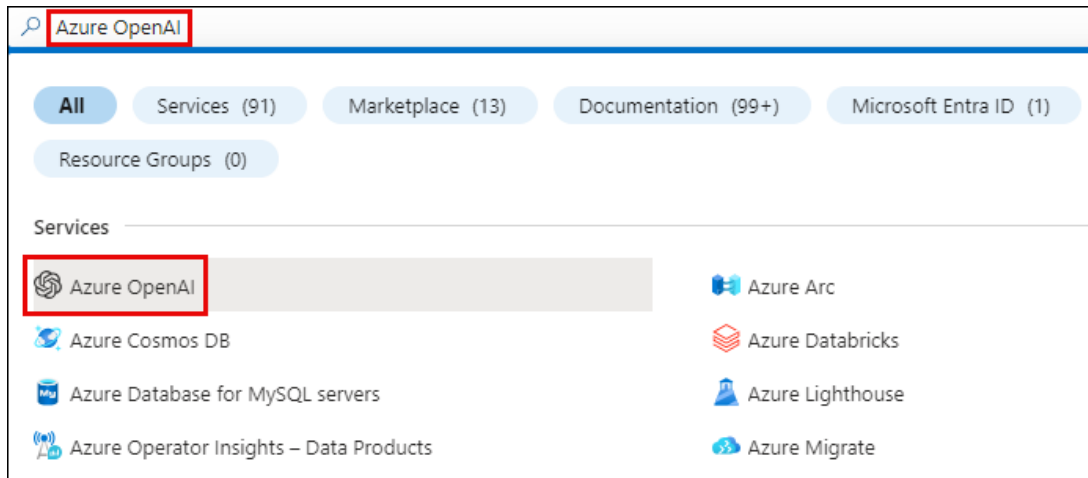 Azure OpenAI
All Services (91) Marketplace (13) Documentation (99+) Microsoft Entra ID (1)
Resource Groups (0)
Services
Azure OpenAI Azure Arc
Azure Cosmos DB Azure Databricks
My Azure Database for MySQL servers Azure Lighthouse
Azure Operator Insights – Data Products Azure Migrate